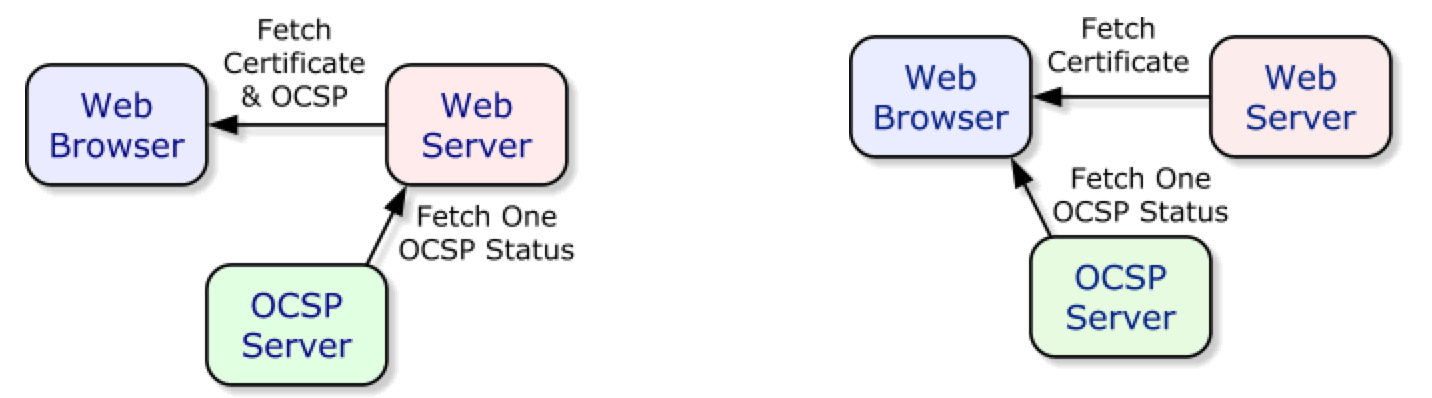 Fetch
Certificate
& OCSP
Web
Browser
Web
Server
Fetch One
OCSP Status
OCSP
Server
Fetch
Certificate
Web
Browser
Web
Server
Fetch One
OCSP Status
OCSP
Server